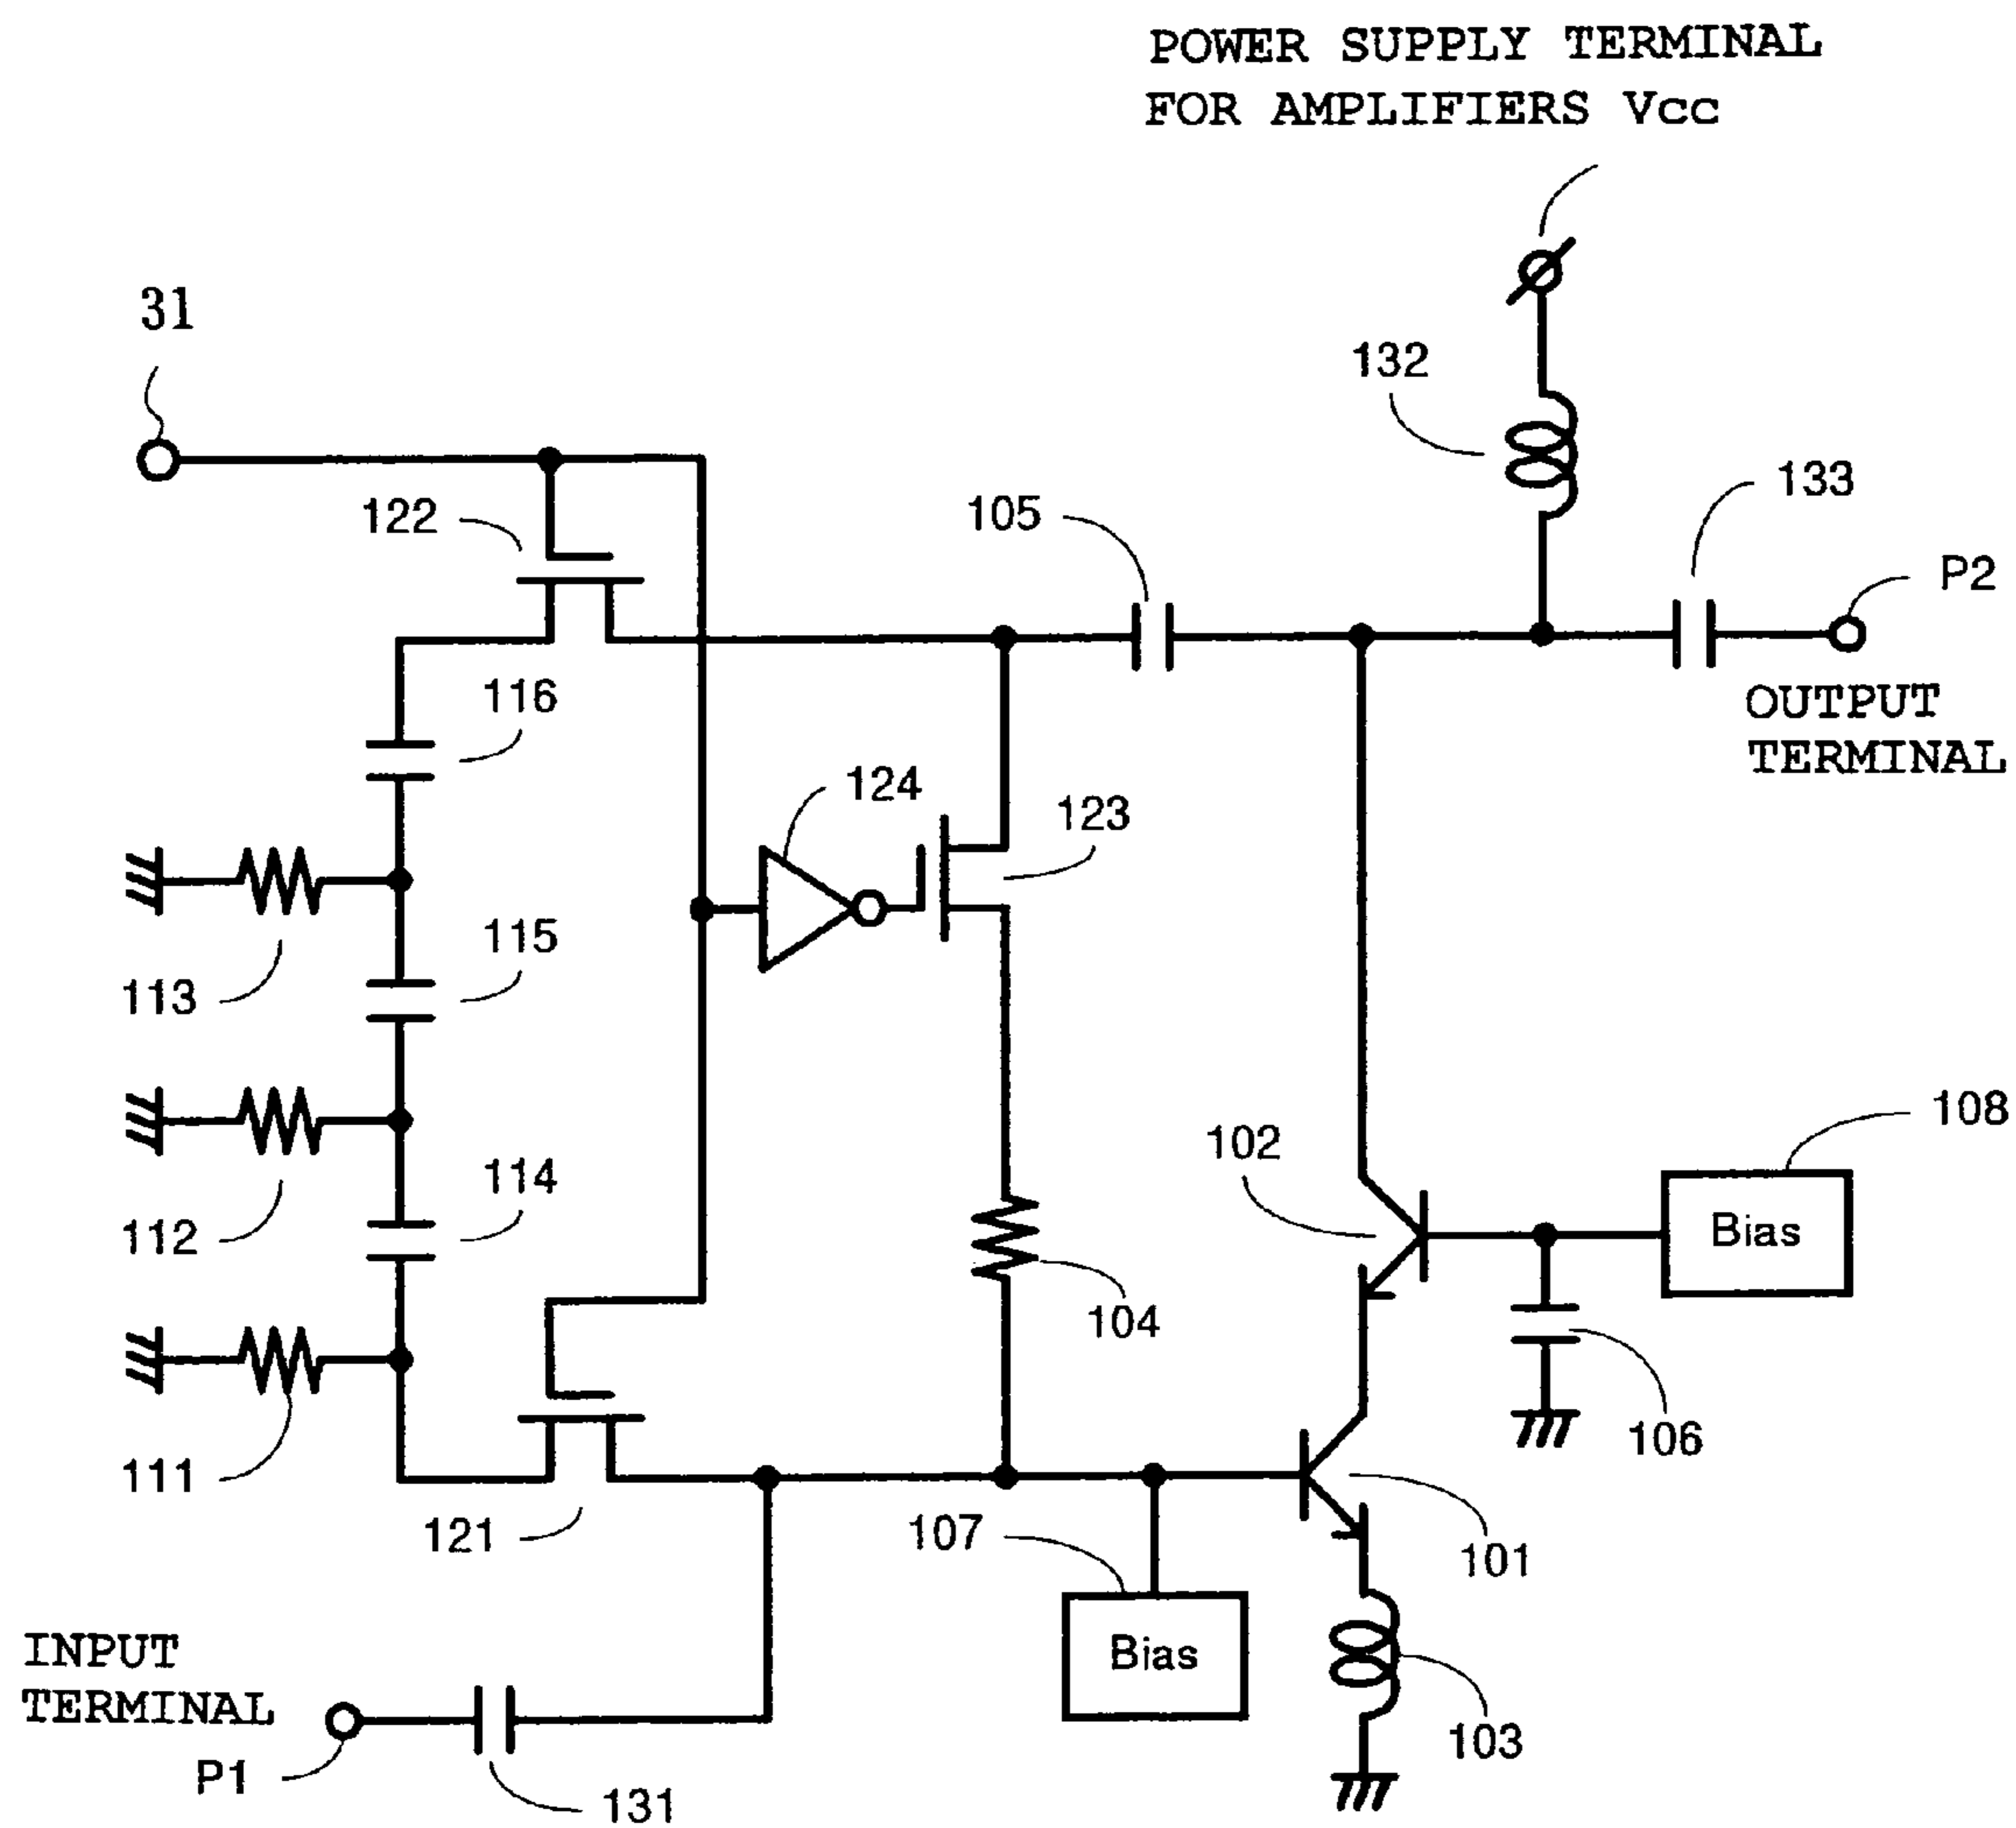 POWER SUPPLY TERMINAL
FOR AMPLIFIERS Vcc
31
132
133
122
105
P2
116
OUTPUT
TERMINAL
124
123
115
113
108
102
114
Bias
112
104
106
111
107
121
101
INPUT
TERMINAL
Bias
103
P1
131